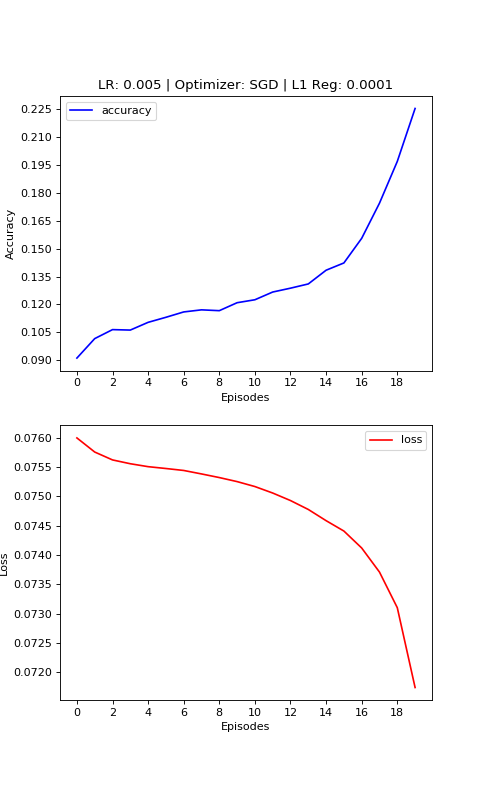 LR: 0.005 | Optimizer: SGD | L1 Reg: 0.0001
accuracy
0.225
0.210
0.195
0.180
0.165
0.150
0.135
0.120
0.105
0.090
Accuracy
0 2 4 6 8 10 12 14 16 18
Episodes
loss
0.0760
0.0755
0.0750
0.0745
0.0740
0.0735
0.0730
0.0725
0.0720
Loss
0 2 4 6 8 10 12 14 16 18
Episodes